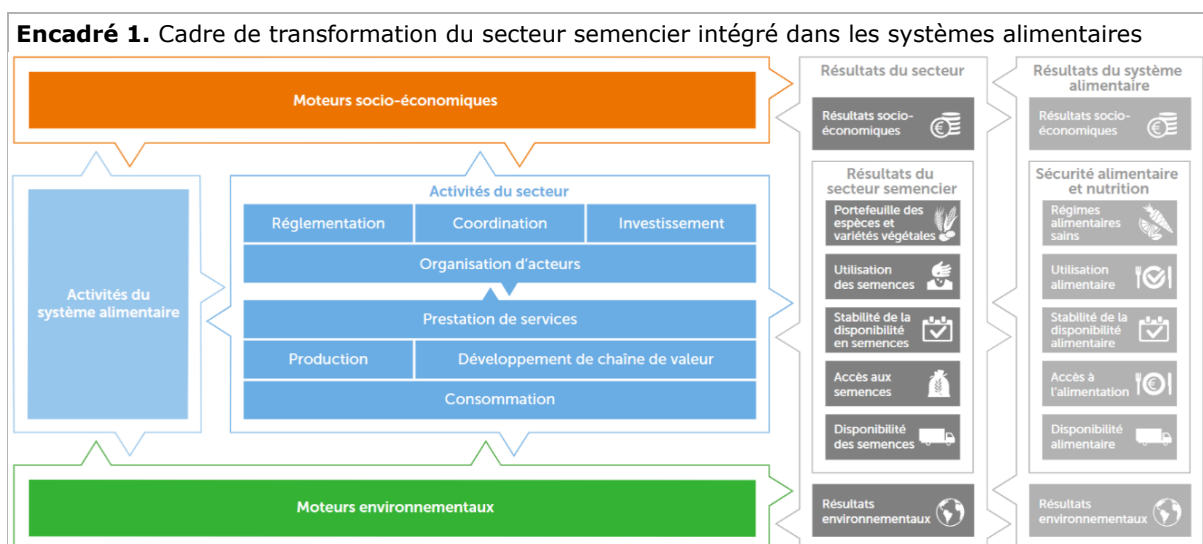 Encadré 1. Cadre de transformation du secteur semencier intégré dans les systèmes alimentaires
Moteurs socio-économiques
Activités du
système alimentaire
Activités du secteur
Réglementation
Coordination
Investissement
Organisation d'acteurs
Prestation de services
Production
Développement de chaîne de valeur
Consommation
Moteurs environnementaux
Résultats du secteur
Résultats socio-
économiques
Résultats du
secteur semencier
Portefeuille des
espèces et
variétés végétales
Utilisation
des semences
Stabilité de la
disponibilité
en semences
Accès aux
semences
Disponibilité
des semences
Résultats
environnementaux
Résultats du système
alimentaire
Résultats socio-
économiques
Sécurité alimentaire
et nutrition
Régimes
alimentaires
sains
Utilisation
alimentaire
Stabilité de la
disponibilité
alimentaire
Accès à
l'alimentation
Disponibilité
alimentaire
Résultats
environnementaux